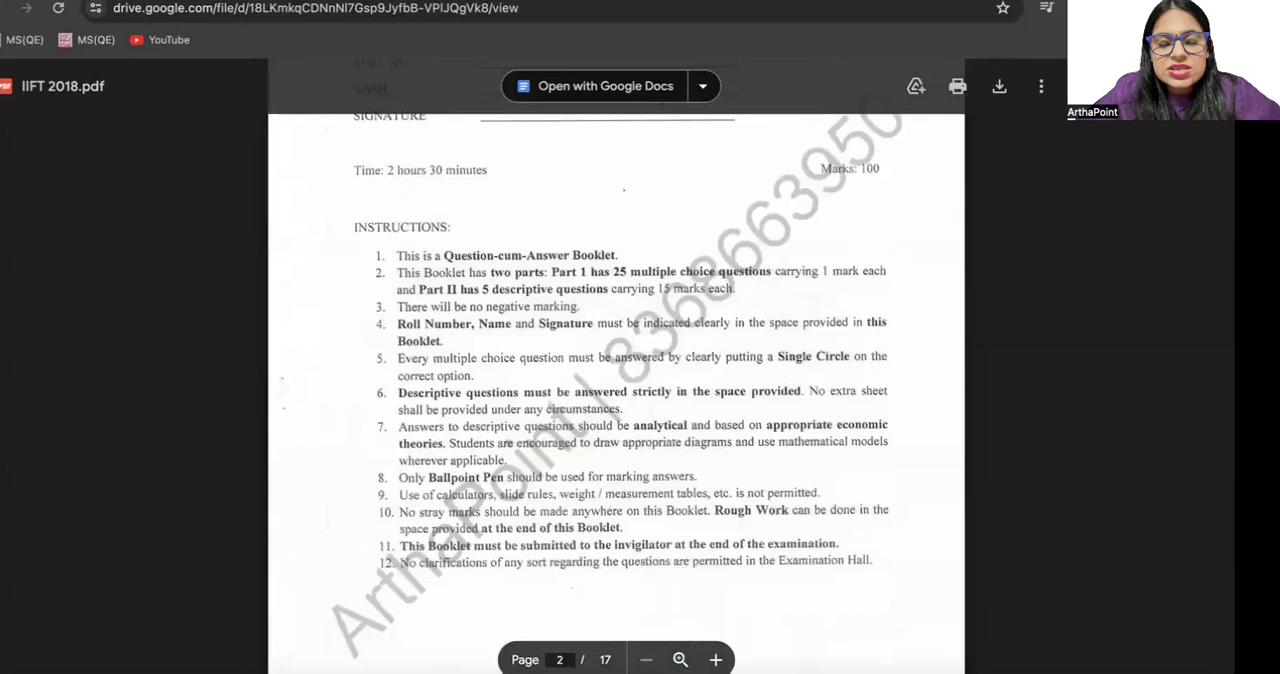 drive.google.com/file/d/18LKmkqCDNnNl7Gsp9JyfbB-VPlJQgVk8/view
MS(QE) MS(QE) YouTube
IIFT 2018.pdf
Open with Google Docs
ArthaPoint
NAME
SIGNATURE
Time: 2 hours 30 minutes Marks: 100
INSTRUCTIONS:
1. This is a Question-cum-Answer Booklet.
2. This Booklet has two parts: Part 1 has 25 multiple choice questions carrying 1 mark each
and Part II has 5 descriptive questions carrying 15 marks each.
3. There will be no negative marking.
4. Roll Number, Name and Signature must be indicated clearly in the space provided in this
Booklet.
5. Every multiple choice question must be answered by clearly putting a Single Circle on the
correct option.
6. Descriptive questions must be answered strictly in the space provided. No extra sheet
shall be provided under any circumstances.
7. Answers to descriptive questions should be analytical and based on appropriate economic
theories. Students are encouraged to draw appropriate diagrams and use mathematical models
wherever applicable.
8. Only Ballpoint Pen should be used for marking answers.
9. Use of calculators, slide rules, weight / measurement tables, etc. is not permitted.
10. No stray marks should be made anywhere on this Booklet. Rough Work can be done in the
space provided at the end of this Booklet.
11. This Booklet must be submitted to the invigilator at the end of the examination.
12. No clarifications of any sort regarding the questions are permitted in the Examination Hall.
ArthaPoint | 8368663950
Page 2 / 17